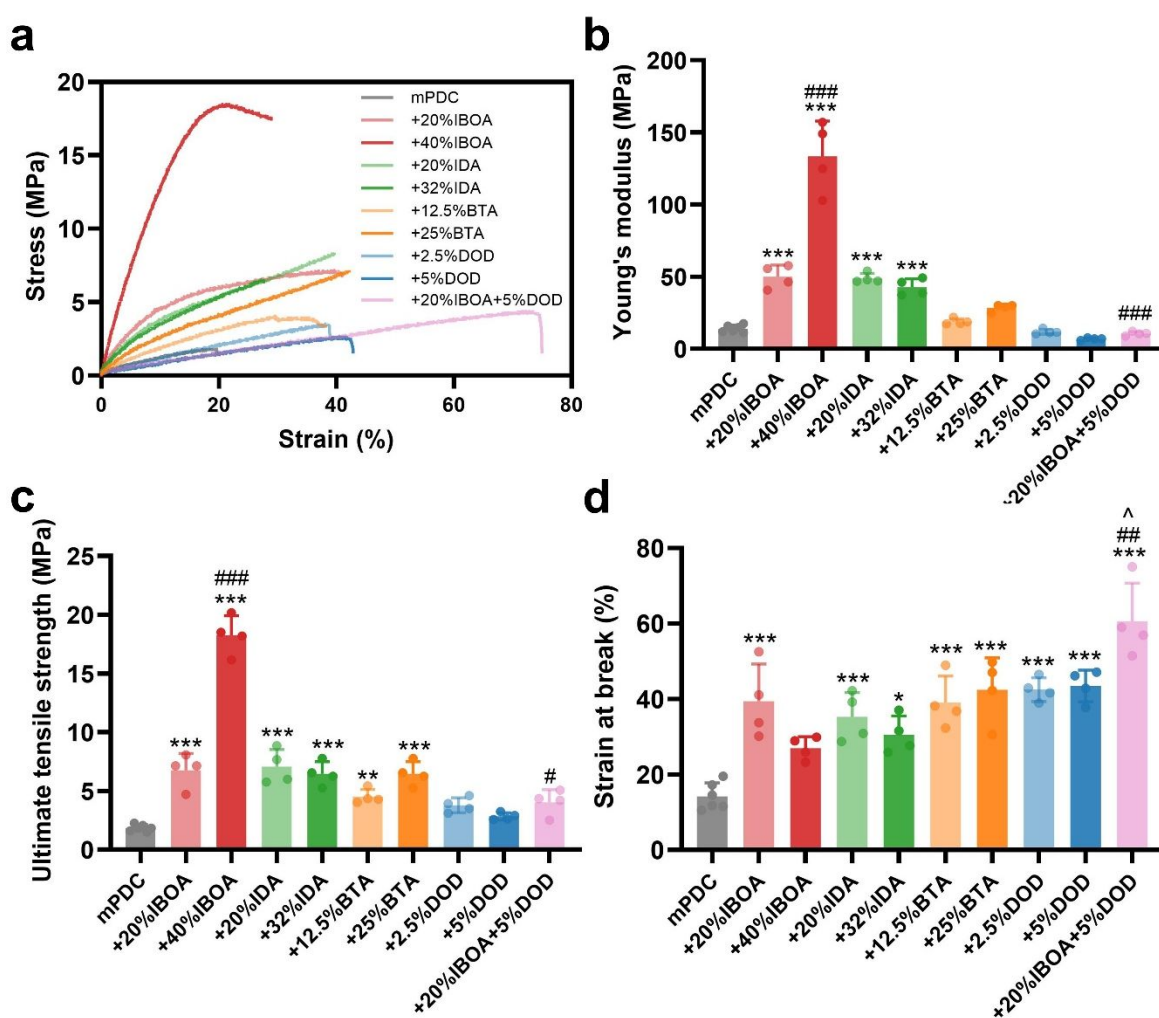 a
Stress (MPa)
20
15
10
5
0
0
20
40
60
80
Strain (%)
mPDC
+20%IBOA
+40%IBOA
+20%IDA
+32%IDA
+12.5%BTA
+25%BTA
+2.5%DOD
+5%DOD
+20%IBOA+5%DOD
b
Young's modulus (MPa)
200
150
100
50
0
***
###
***
***
***
###
mPDC
+20%IBOA
+40%IBOA
+20%IDA
+32%IDA
+12.5%BTA
+25%BTA
+2.5%DOD
+5%DOD
+20%IBOA+5%DOD
c
Ultimate tensile strength (MPa)
25
20
15
10
5
0
***
###
***
***
***
**
***
#
mPDC
+20%IBOA
+40%IBOA
+20%IDA
+32%IDA
+12.5%BTA
+25%BTA
+2.5%DOD
+5%DOD
+20%IBOA+5%DOD
d
Strain at break (%)
80
60
40
20
0
***
***
*
***
***
***
***
^
##
***
mPDC
+20%IBOA
+40%IBOA
+20%IDA
+32%IDA
+12.5%BTA
+25%BTA
+2.5%DOD
+5%DOD
+20%IBOA+5%DOD